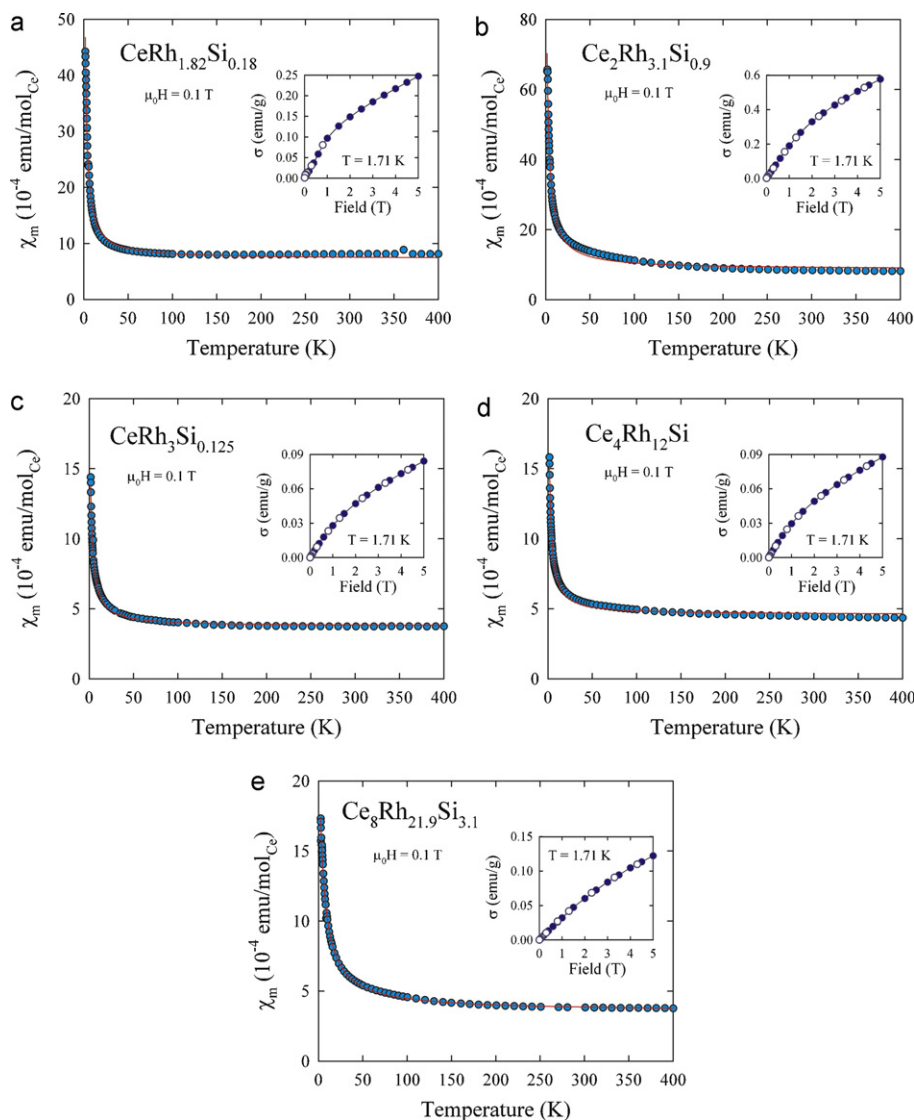 a
CeRh1.82Si0.18
μ0H = 0.1 T
χm (10-4 emu/molCe)
50
40
30
20
10
0
0 50 100 150 200 250 300 350 400
Temperature (K)
σ (emu/g)
0.25
0.20
0.15
0.10
0.05
0.00
T = 1.71 K
0 1 2 3 4 5
Field (T)
b
Ce2Rh3.1Si0.9
μ0H = 0.1 T
χm (10-4 emu/molCe)
80
60
40
20
0
0 50 100 150 200 250 300 350 400
Temperature (K)
σ (emu/g)
0.6
0.4
0.2
0.0
T = 1.71 K
0 1 2 3 4 5
Field (T)
c
CeRh3Si0.125
μ0H = 0.1 T
χm (10-4 emu/molCe)
20
15
10
5
0
0 50 100 150 200 250 300 350 400
Temperature (K)
σ (emu/g)
0.09
0.06
0.03
0.00
T = 1.71 K
0 1 2 3 4 5
Field (T)
d
Ce4Rh12Si
μ0H = 0.1 T
χm (10-4 emu/molCe)
20
15
10
5
0
0 50 100 150 200 250 300 350 400
Temperature (K)
σ (emu/g)
0.09
0.06
0.03
0.00
T = 1.71 K
0 1 2 3 4 5
Field (T)
e
Ce8Rh21.9Si3.1
μ0H = 0.1 T
χm (10-4 emu/molCe)
20
15
10
5
0
0 50 100 150 200 250 300 350 400
Temperature (K)
σ (emu/g)
0.15
0.10
0.05
0.00
T = 1.71 K
0 1 2 3 4 5
Field (T)